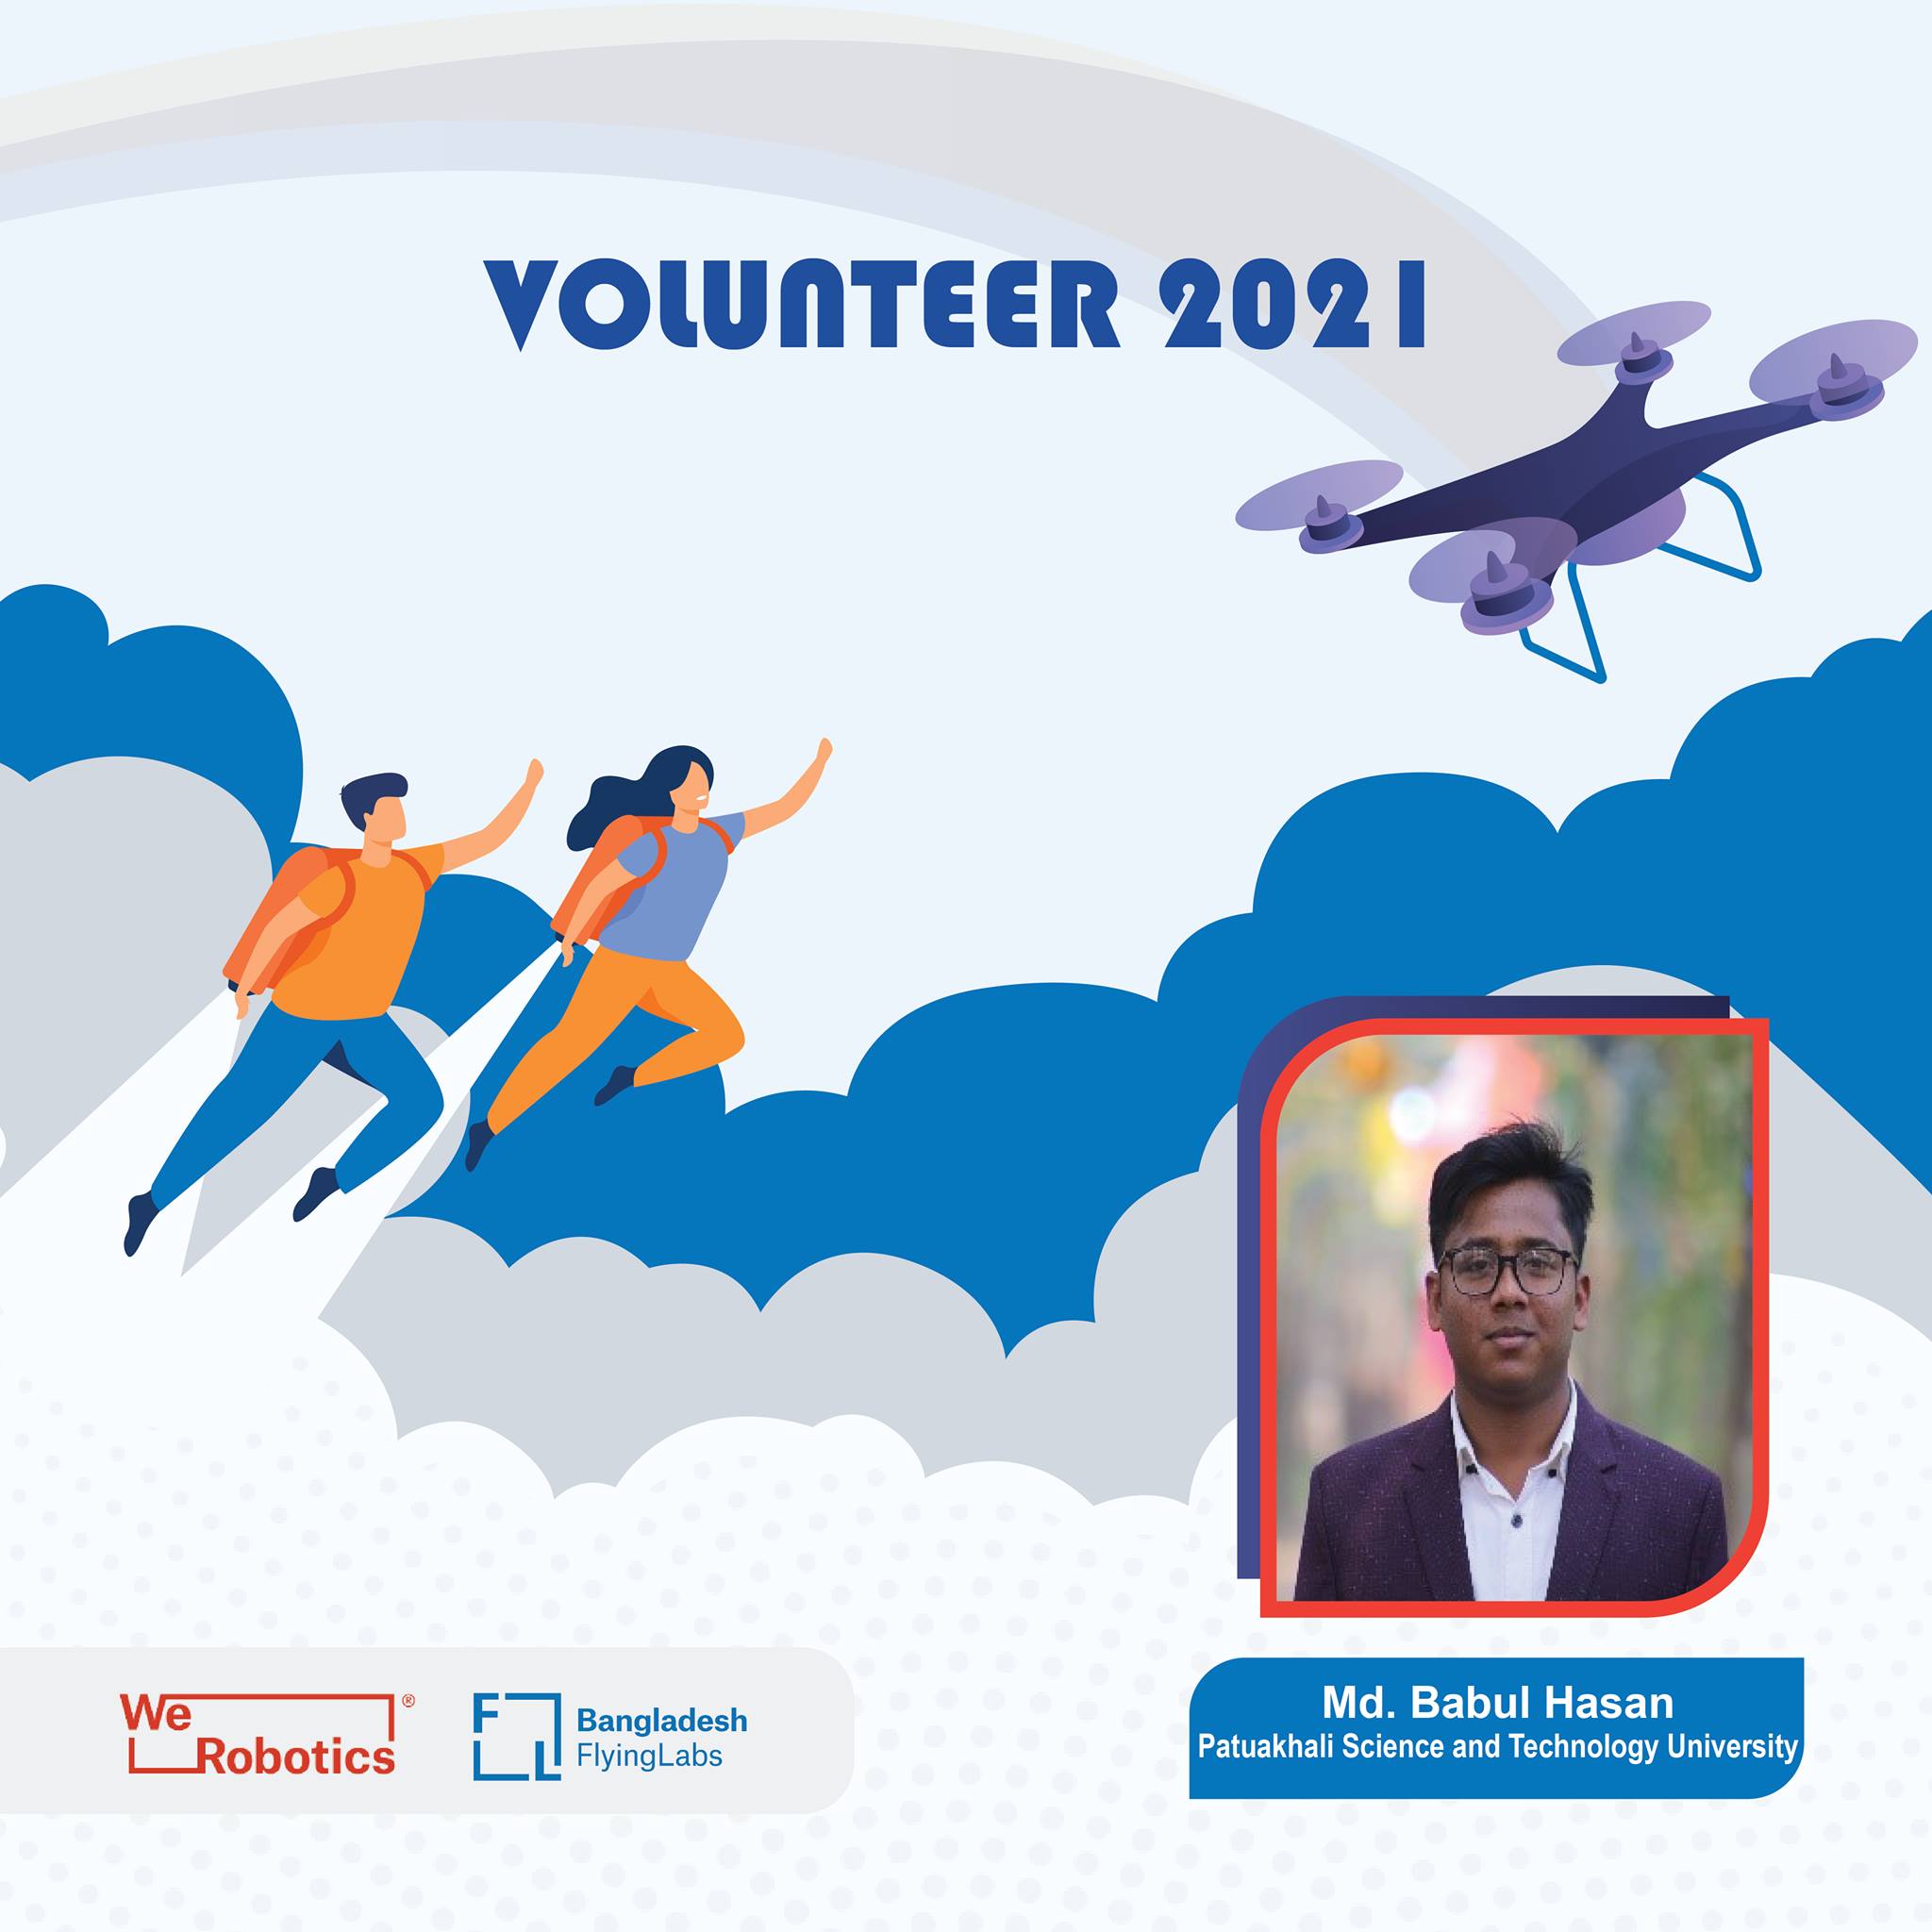 VOLUNTEER 2021
We
Robotics®
F
L
Bangladesh
FlyingLabs
Md. Babul Hasan
Patuakhali Science and Technology University